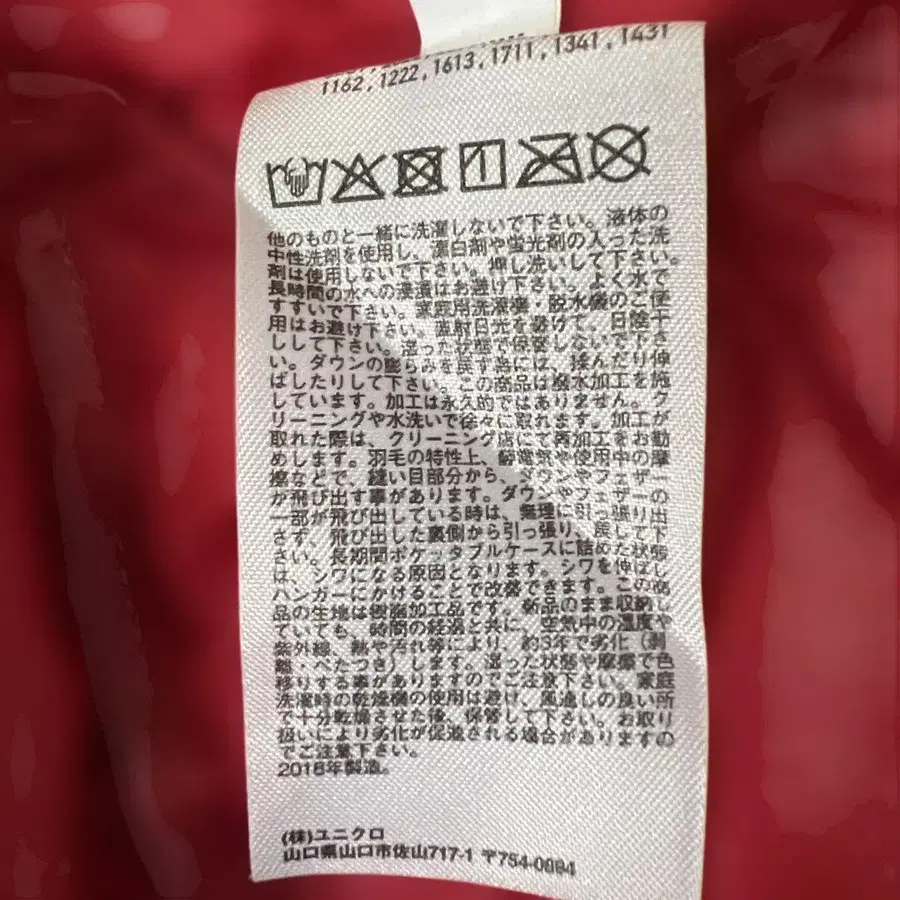 1162,1222,1613,1711,1341,1431
他のものと一緒に洗濯しないで下さい。液体の
中性洗剤を使用し、漂白剤や蛍光剤の入った洗
剤は使用しないで下さい。押し洗いして下さい。
長時間の水への浸漬はお避け下さい。よく水で
すすいで下さい。家庭用洗濯機・脱水機のご使
用はお避け下さい。直射日光を避けて、日陰干
しして下さい。湿った状態で保管しないで下さ
い。ダウンの膨らみを戻す為には、揉んだり伸
ばしたりして下さい。この商品は撥水加工を施
しています。加工は永久的ではありません。ク
リーニングや水洗いで徐々に取れます。加工が
取れた際は、クリーニング店にて再加工をお勧
めします。羽毛の特性上、静電気や使用中の摩
擦などで、縫い目部分から、ダウンやフェザー
が飛び出す事があります。ダウンやフェザーの
一部が飛び出している時は、無理に引っ張り出
さず、飛び出した裏側から引っ張り、戻して下
さい。長期間ポケッタブルケースに詰めた状態
は、シワになる原因となります。シワを伸ばし
ハンガーにかけることで改善できます。この商
品の生地は樹脂加工品です。新品のまま収納し
ていても、時間の経過と共に、空気中の湿度や
紫外線、熱や汚れ等により、約3年で劣化（剥
離・べたつき）します。湿った状態や摩擦で色
移りする事がありますのでご注意下さい。家庭
洗濯時の乾燥機の使用は避け、風通しの良い所
で十分乾燥させた後、保管して下さい。お取り
扱いにより劣化が促進される場合がありますの
でご注意下さい。
2018年製造。
(株)ユニクロ
山口県山口市佐山717-1 〒754-0894